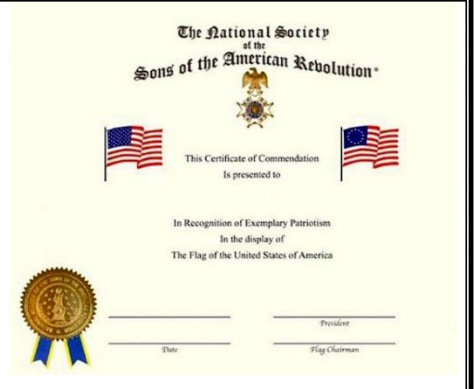 The National Society
of the
Sons of the American Revolution®
This Certificate of Commendation
Is presented to
In Recognition of Exemplary Patriotism
In the display of
The Flag of the United States of America
President
Date
Flag Chairman